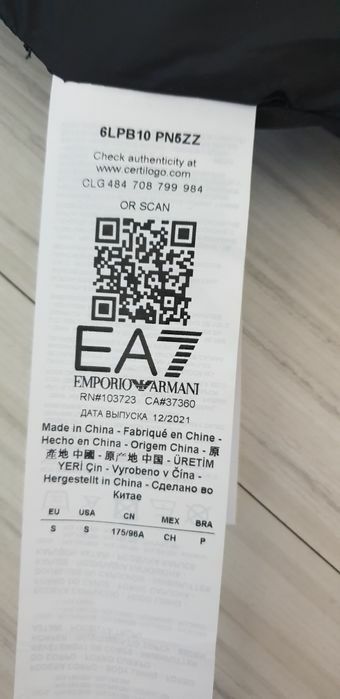 6LPB10 PN5ZZ
Check authenticity at
www.certilogo.com
CLG 484 708 799 984
OR SCAN
EA7
EMPORIO ARMANI
RN#103723 CA#37360
ДАТА ВЫПУСКА 12/2021
Made in China - Fabriqué en Chine -
Hecho en China - Origem China - 原
產地 中國 - 原产地 中国 - ÜRETİM
YERİ Çin - Vyrobeno v Čína -
Hergestellt in China - Сделано во
Китае
EU USA CN MEX BRA
S S 175/96A CH P